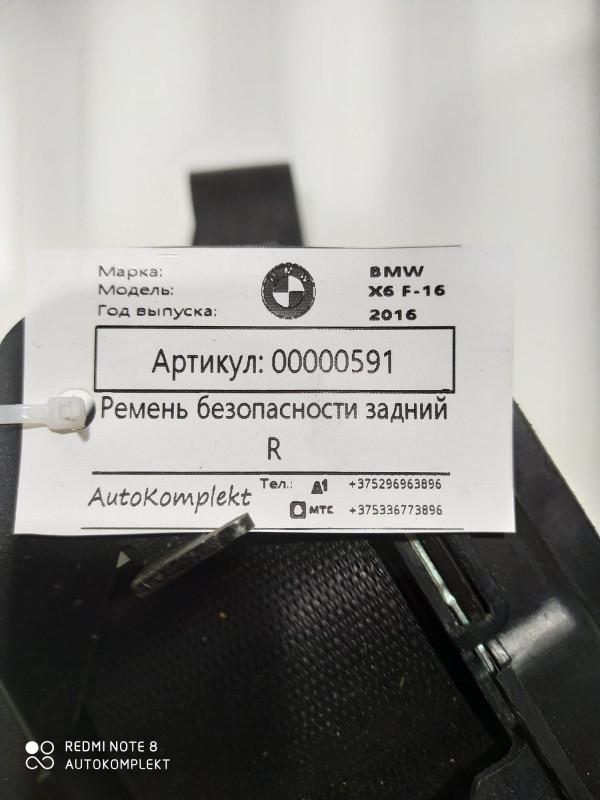 Марка: BMW
Модель: X6 F-16
Год выпуска: 2016
Артикул: 00000591
Ремень безопасности задний
R
AutoKomplekt Тел.: A1 +375296963896
МТС +375336773896
REDMI NOTE 8
AUTOKOMPLEKT